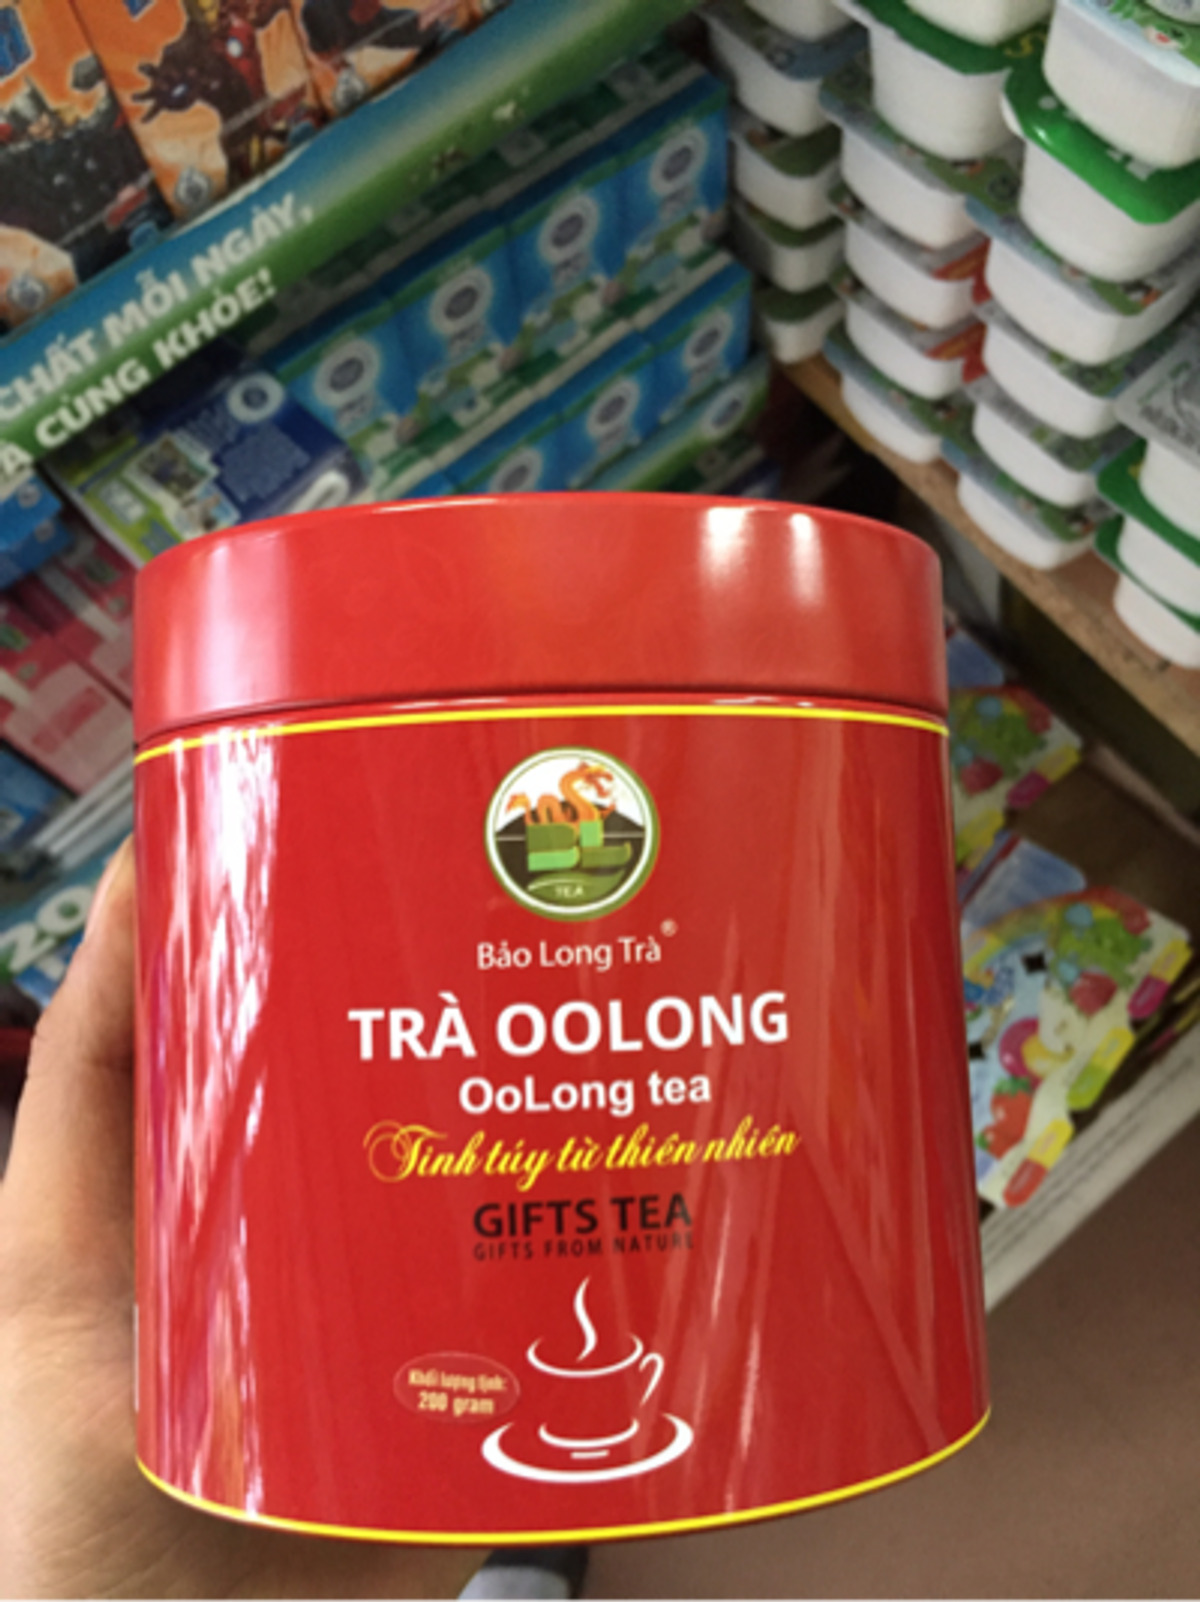 CHẤT MỖI NGÀY,
CÙNG KHỎE!
20
BL
TEA
Bảo Long Trà®
TRÀ OOLONG
OoLong tea
Tinh túy từ thiên nhiên
GIFTS TEA
GIFTS FROM NATURE
Khối lượng tịnh:
200 gram